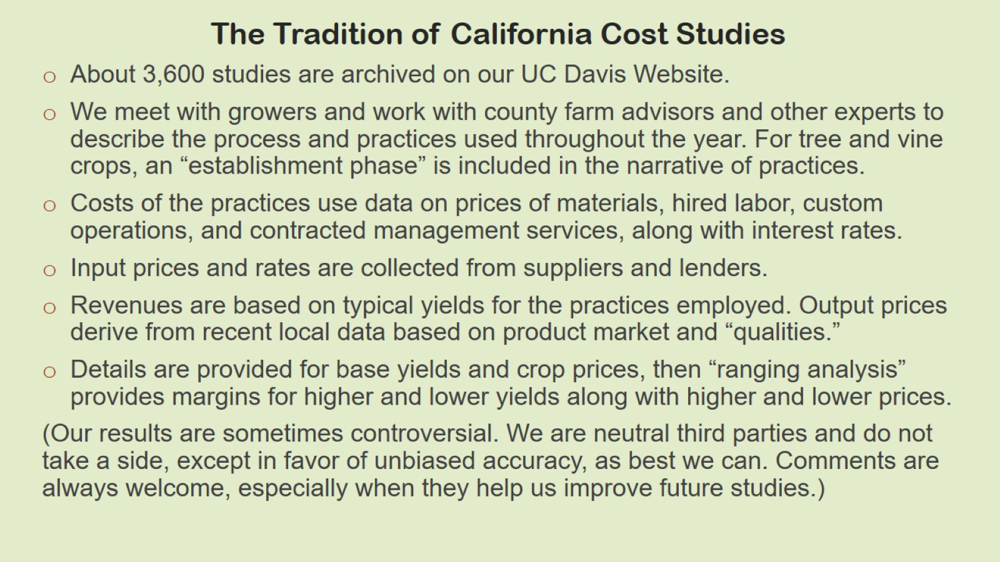 The Tradition of California Cost Studies
o About 3,600 studies are archived on our UC Davis Website.
o We meet with growers and work with county farm advisors and other experts to
describe the process and practices used throughout the year. For tree and vine
crops, an “establishment phase” is included in the narrative of practices.
o Costs of the practices use data on prices of materials, hired labor, custom
operations, and contracted management services, along with interest rates.
o Input prices and rates are collected from suppliers and lenders.
o Revenues are based on typical yields for the practices employed. Output prices
derive from recent local data based on product market and “qualities.”
o Details are provided for base yields and crop prices, then “ranging analysis”
provides margins for higher and lower yields along with higher and lower prices.
(Our results are sometimes controversial. We are neutral third parties and do not
take a side, except in favor of unbiased accuracy, as best we can. Comments are
always welcome, especially when they help us improve future studies.)